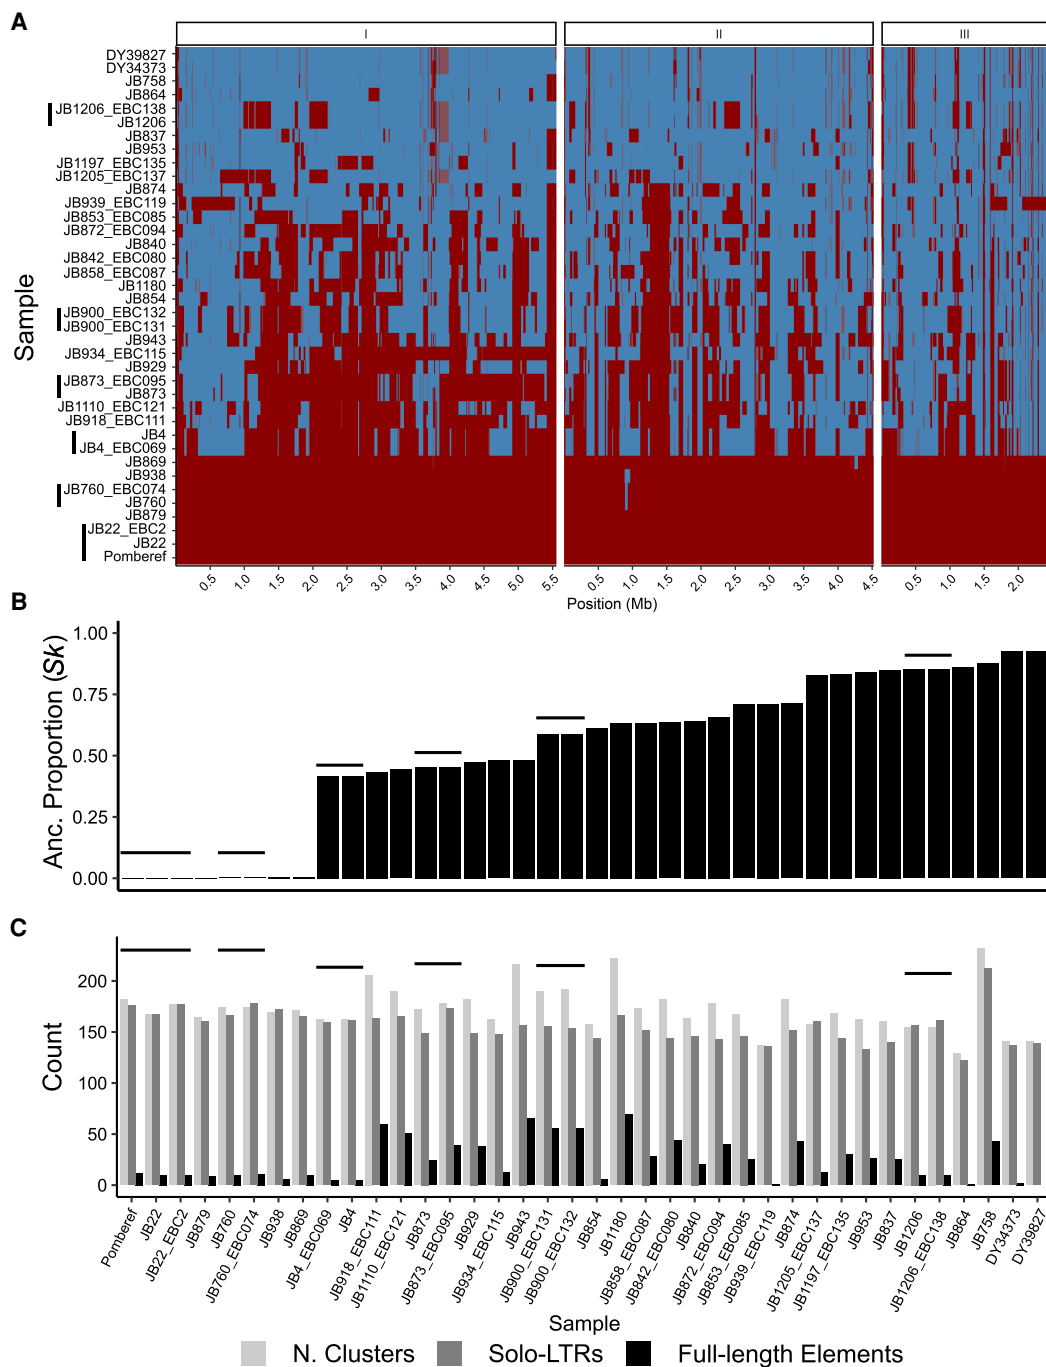 A
I
II
III
DY39827
DY34373
JB758
JB864
JB1206_EBC138
JB1206
JB837
JB953
JB1197_EBC135
JB1205_EBC137
JB874
JB939_EBC119
JB853_EBC085
JB872_EBC094
JB840
JB842_EBC080
JB858_EBC087
JB1180
JB854
JB900_EBC132
JB900_EBC131
JB943
JB934_EBC115
JB929
JB873_EBC095
JB873
JB1110_EBC121
JB918_EBC111
JB4
JB4_EBC069
JB869
JB938
JB760_EBC074
JB760
JB879
JB22_EBC2
JB22
Pomberef
Sample
0.5 1.0 1.5 2.0 2.5 3.0 3.5 4.0 4.5 5.0 5.5
0.5 1.0 1.5 2.0 2.5 3.0 3.5 4.0 4.5
0.5 1.0 1.5 2.0
Position (Mb)
B
Anc. Proportion (Sk)
1.00
0.75
0.50
0.25
0.00
C
Count
200
150
100
50
0
Pomberef
JB22
JB22_EBC2
JB879
JB760
JB760_EBC074
JB938
JB869
JB4_EBC069
JB4
JB918_EBC111
JB1110_EBC121
JB873
JB873_EBC095
JB929
JB934_EBC115
JB943
JB900_EBC131
JB900_EBC132
JB854
JB1180
JB858_EBC087
JB842_EBC080
JB840
JB872_EBC094
JB853_EBC085
JB939_EBC119
JB874
JB1205_EBC137
JB1197_EBC135
JB953
JB837
JB1206
JB1206_EBC138
JB864
JB758
DY34373
DY39827
Sample
N. Clusters
Solo-LTRs
Full-length Elements